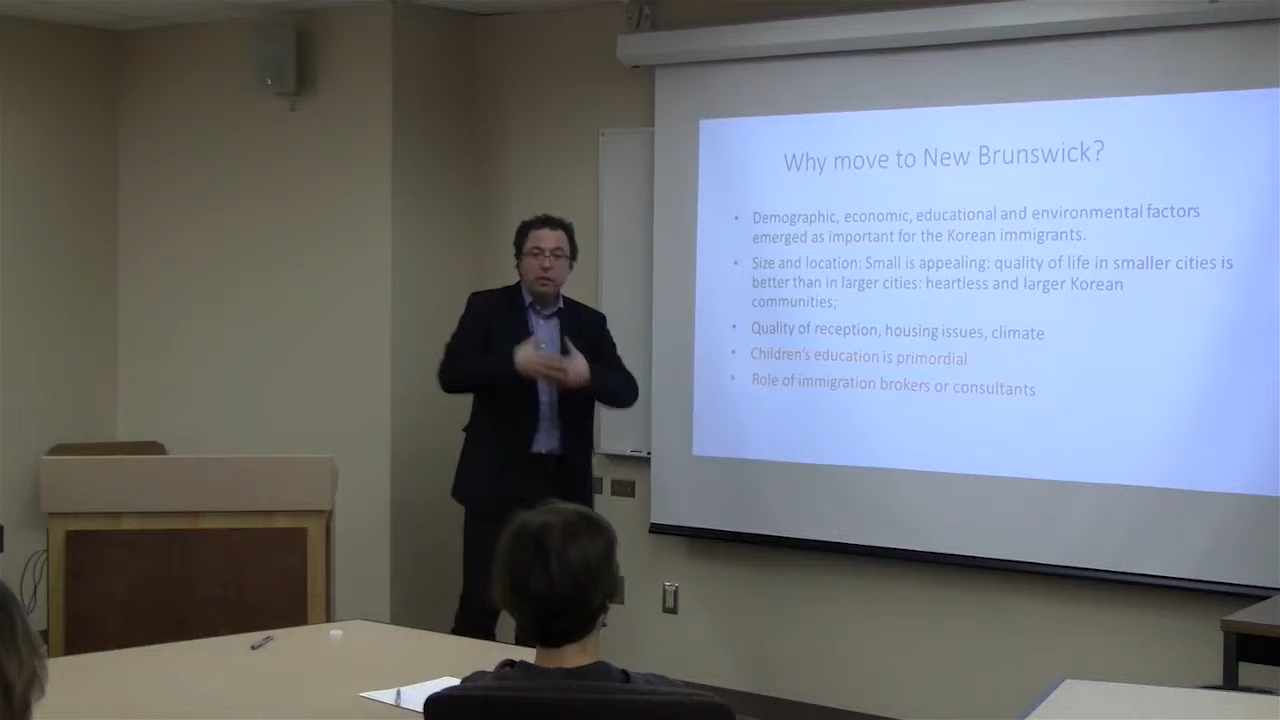 Why move to New Brunswick?
• Demographic, economic, educational and environmental factors
emerged as important for the Korean immigrants.
• Size and location: Small is appealing: quality of life in smaller cities is
better than in larger cities: heartless and larger Korean
communities;
• Quality of reception, housing issues, climate
• Children's education is primordial
• Role of immigration brokers or consultants